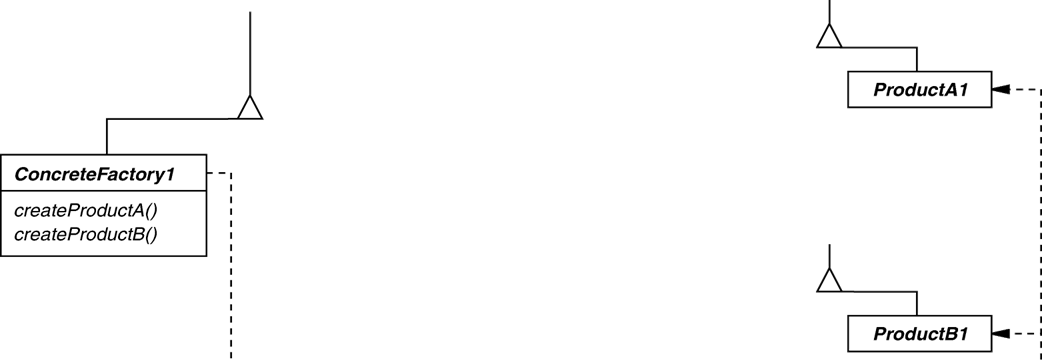 ProductA1
ConcreteFactory1
createProductA()
createProductB()
ProductB1